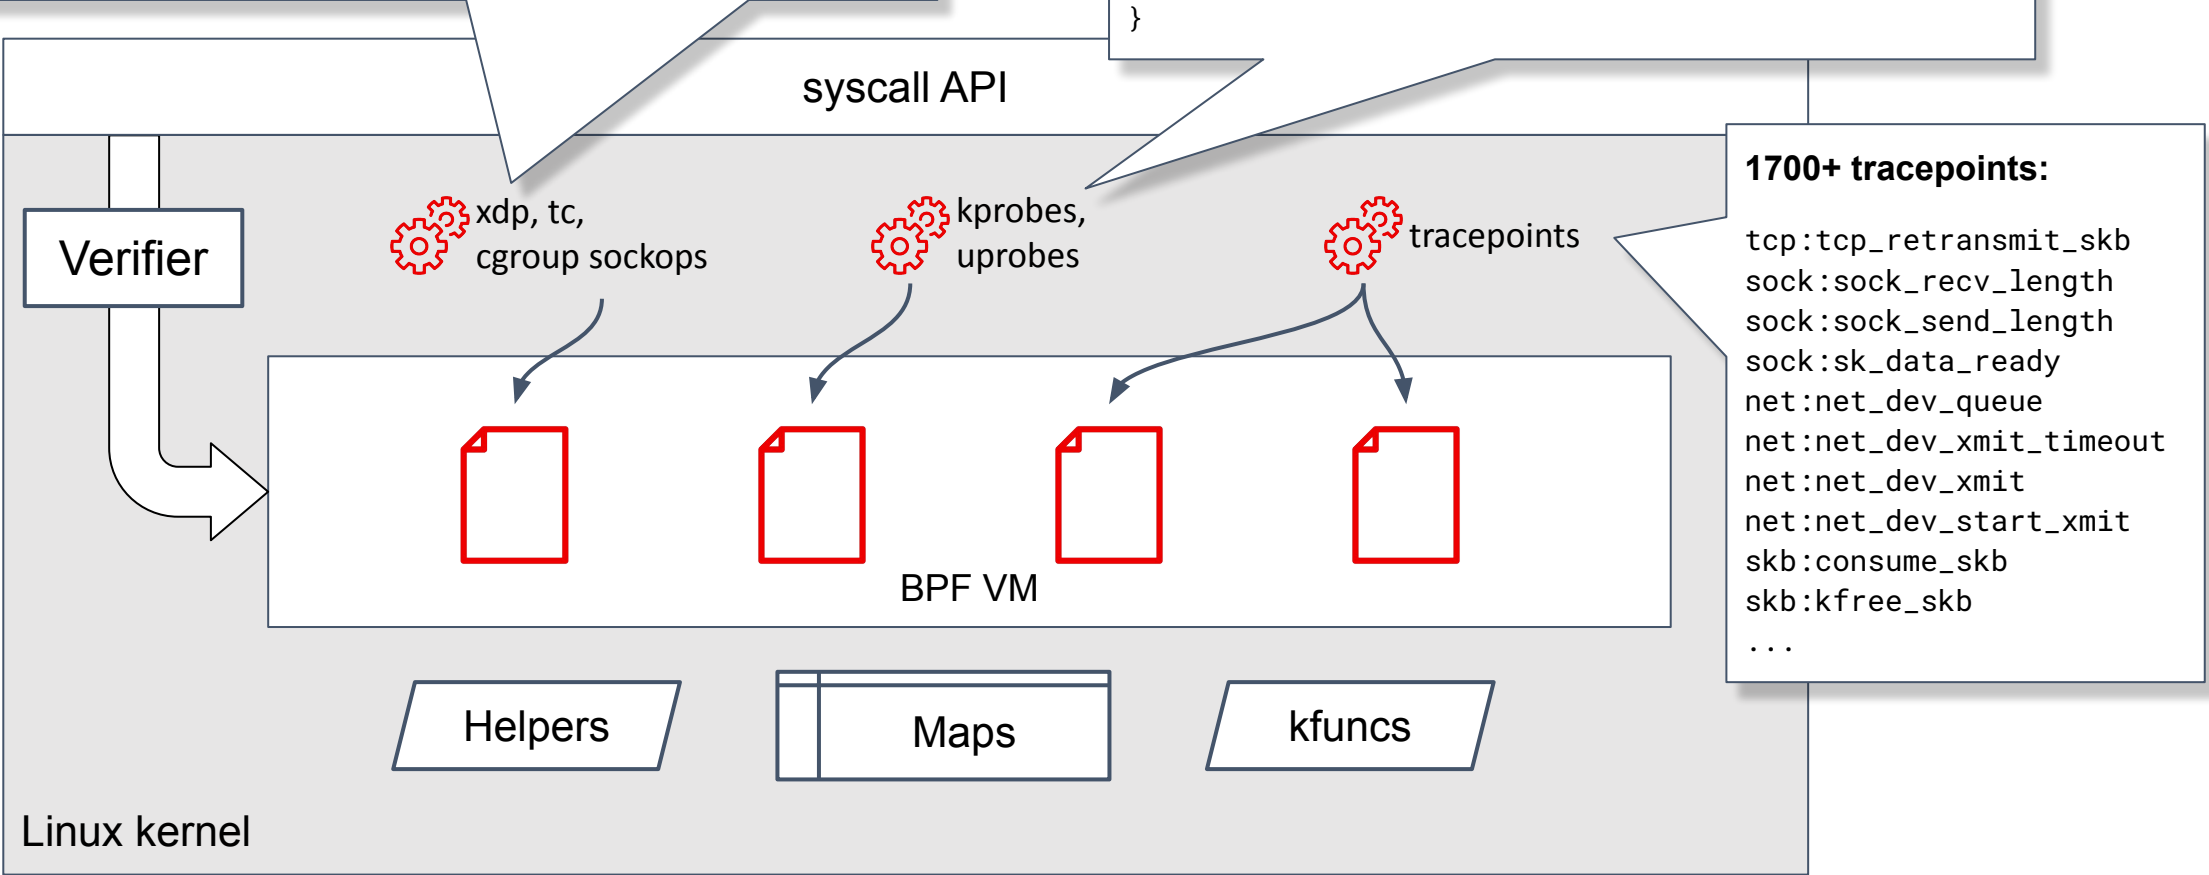 }
syscall API
Verifier
xdp, tc,
cgroup sockops
kprobes,
uprobes
tracepoints
1700+ tracepoints:
tcp:tcp_retransmit_skb
sock:sock_recv_length
sock:sock_send_length
sock:sk_data_ready
net:net_dev_queue
net:net_dev_xmit_timeout
net:net_dev_xmit
net:net_dev_start_xmit
skb:consume_skb
skb:kfree_skb
...
BPF VM
Helpers
Maps
kfuncs
Linux kernel